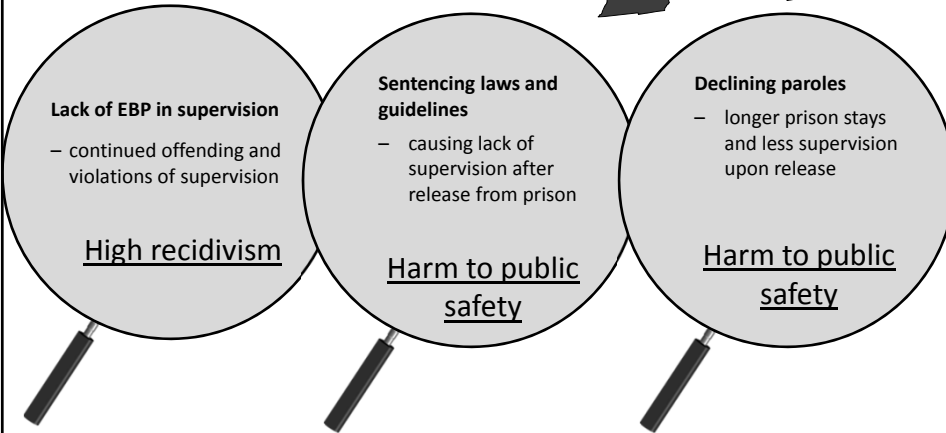 Lack of EBP in supervision
– continued offending and
violations of supervision
High recidivism
Sentencing laws and
guidelines
– causing lack of
supervision after
release from prison
Harm to public
safety
Declining paroles
– longer prison stays
and less supervision
upon release
Harm to public
safety